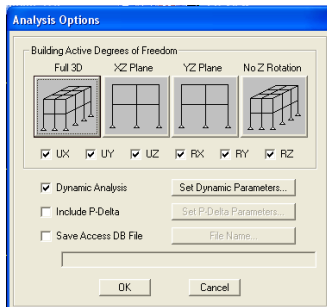 Analysis Options
Building Active Degrees of Freedom
Full 3D XZ Plane YZ Plane No Z Rotation
UX UY UZ RX RY RZ
Dynamic Analysis Set Dynamic Parameters...
Include P-Delta Set P-Delta Parameters...
Save Access DB File File Name...
OK Cancel